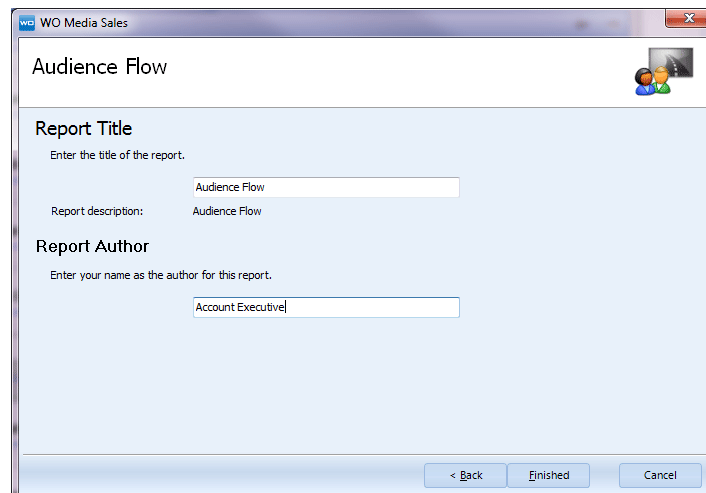 WO WO Media Sales
Audience Flow
Report Title
Enter the title of the report.
Audience Flow
Report description: Audience Flow
Report Author
Enter your name as the author for this report.
Account Executive
< Back Finished Cancel